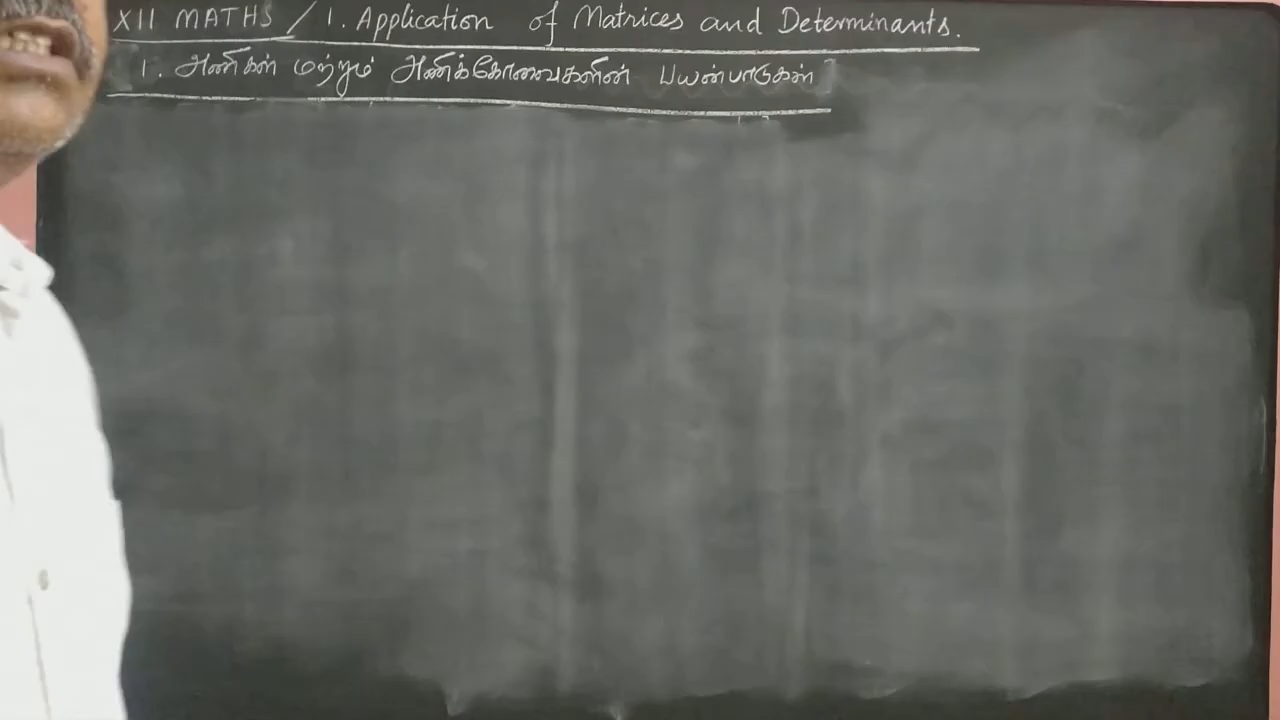 XII MATHS / 1. Application of Matrices and Determinants.
1. அணிகள் மற்றும் அணிக்கோவைகளின் பயன்பாடுகள்